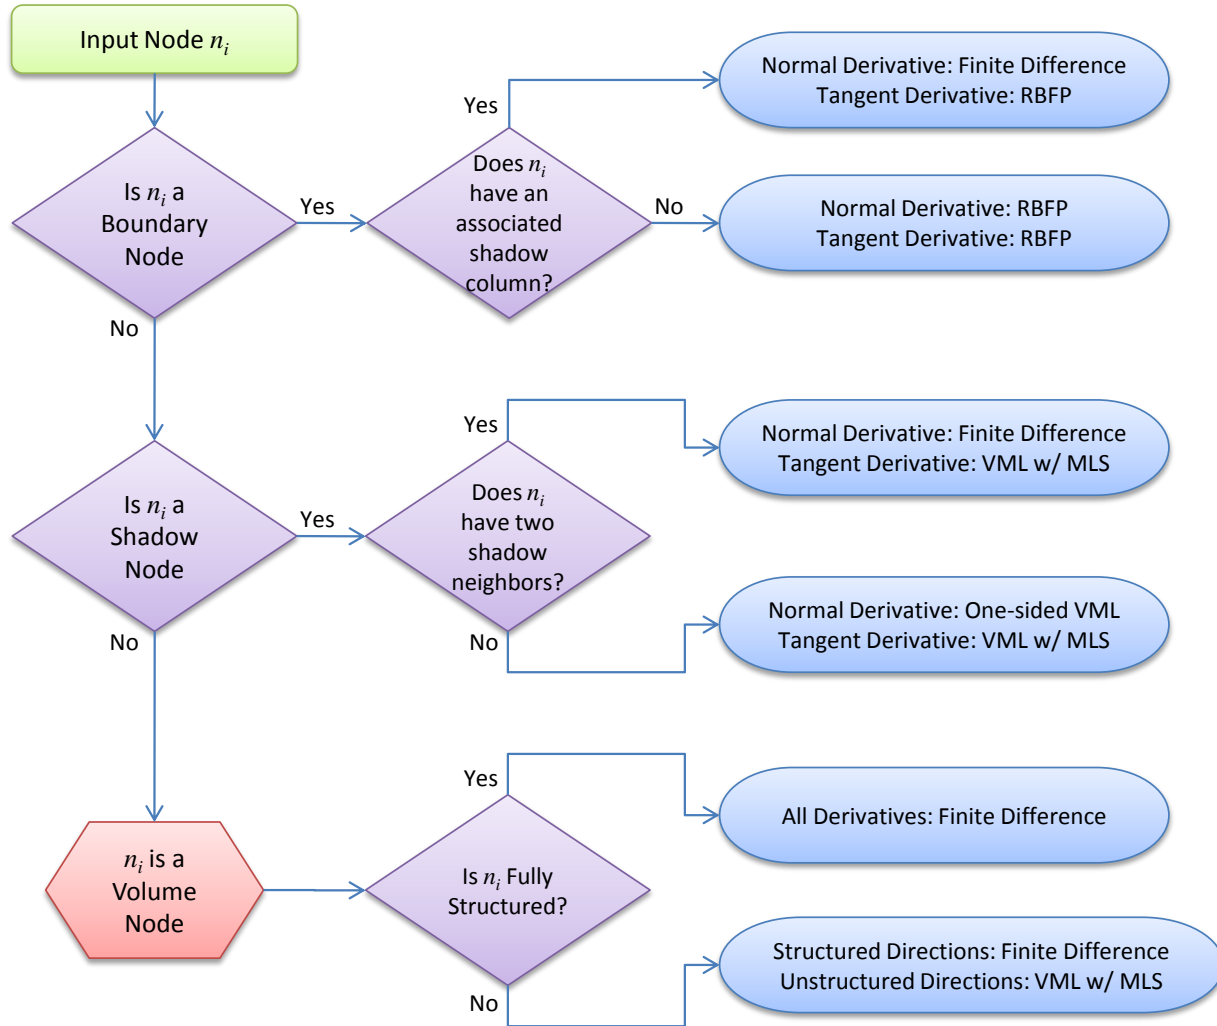 Input Node n_i
Normal Derivative: Finite Difference
Tangent Derivative: RBFP
Yes
Is n_i a
Boundary
Node
Yes
Does n_i
have an
associated
shadow
column?
No
Normal Derivative: RBFP
Tangent Derivative: RBFP
No
Yes
Normal Derivative: Finite Difference
Tangent Derivative: VML w/ MLS
Is n_i a
Shadow
Node
Yes
Does n_i
have two
shadow
neighbors?
Normal Derivative: One-sided VML
Tangent Derivative: VML w/ MLS
No
No
Yes
All Derivatives: Finite Difference
n_i is a
Volume
Node
Is n_i Fully
Structured?
Structured Directions: Finite Difference
Unstructured Directions: VML w/ MLS
No